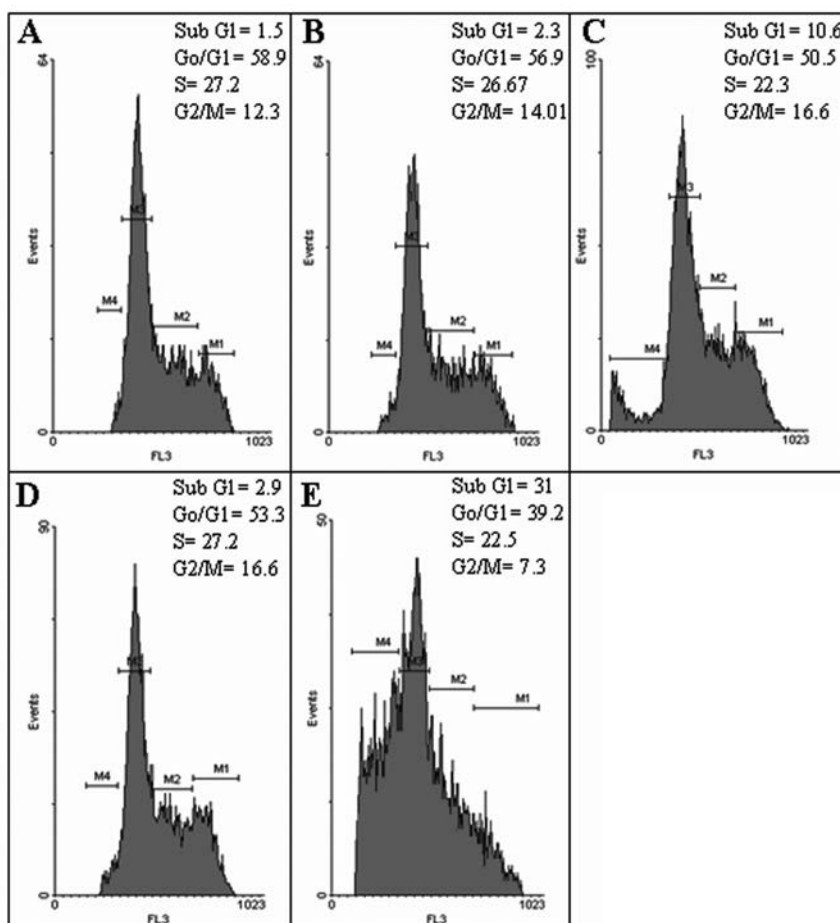 A
Sub G1= 1.5
Go/G1= 58.9
S= 27.2
G2/M= 12.3
64
Events
0
M4
M3
M2
M1
0
1023
FL3
B
Sub G1= 2.3
Go/G1= 56.9
S= 26.67
G2/M= 14.01
64
Events
0
M4
M3
M2
M1
0
1023
FL3
C
Sub G1= 10.6
Go/G1= 50.5
S= 22.3
G2/M= 16.6
100
Events
0
M4
M3
M2
M1
0
1023
FL3
D
Sub G1= 2.9
Go/G1= 53.3
S= 27.2
G2/M= 16.6
90
Events
0
M4
M3
M2
M1
0
1023
FL3
E
Sub G1= 31
Go/G1= 39.2
S= 22.5
G2/M= 7.3
50
Events
0
M4
M3
M2
M1
0
1023
FL3